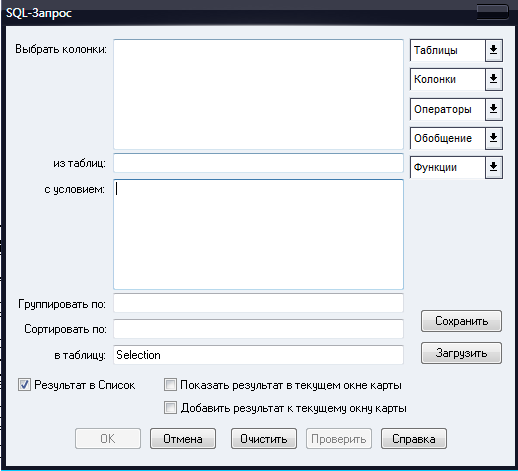 SQL-Запрос
Выбрать колонки:
Таблицы
Колонки
Операторы
Обобщение
из таблиц:
Функции
с условием:
Группировать по:
Сортировать по:
Сохранить
в таблицу: Selection
Загрузить
Результат в Список Показать результат в текущем окне карты
Добавить результат к текущему окну карты
OK Отмена Очистить Проверить Справка